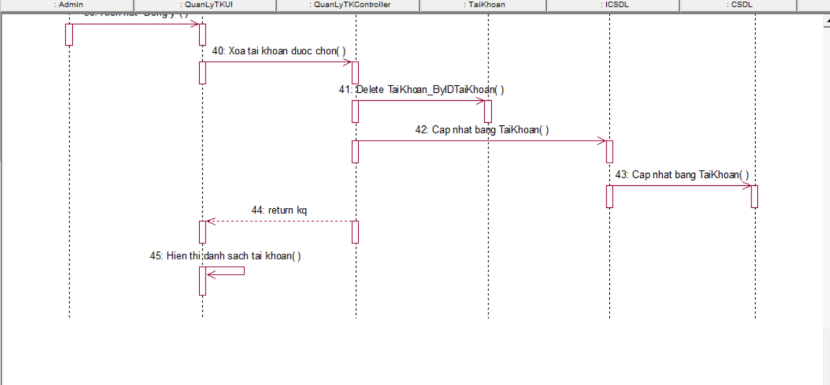 : Admin
: QuanLyTKUI
: QuanLyTKController
: TaiKhoan
: ICSDL
: CSDL
40: Xoa tai khoan duoc chon( )
41: Delete TaiKhoan_ByIDTaiKhoan( )
42: Cap nhat bang TaiKhoan( )
43: Cap nhat bang TaiKhoan( )
44: return kq
45: Hien thi danh sach tai khoan( )